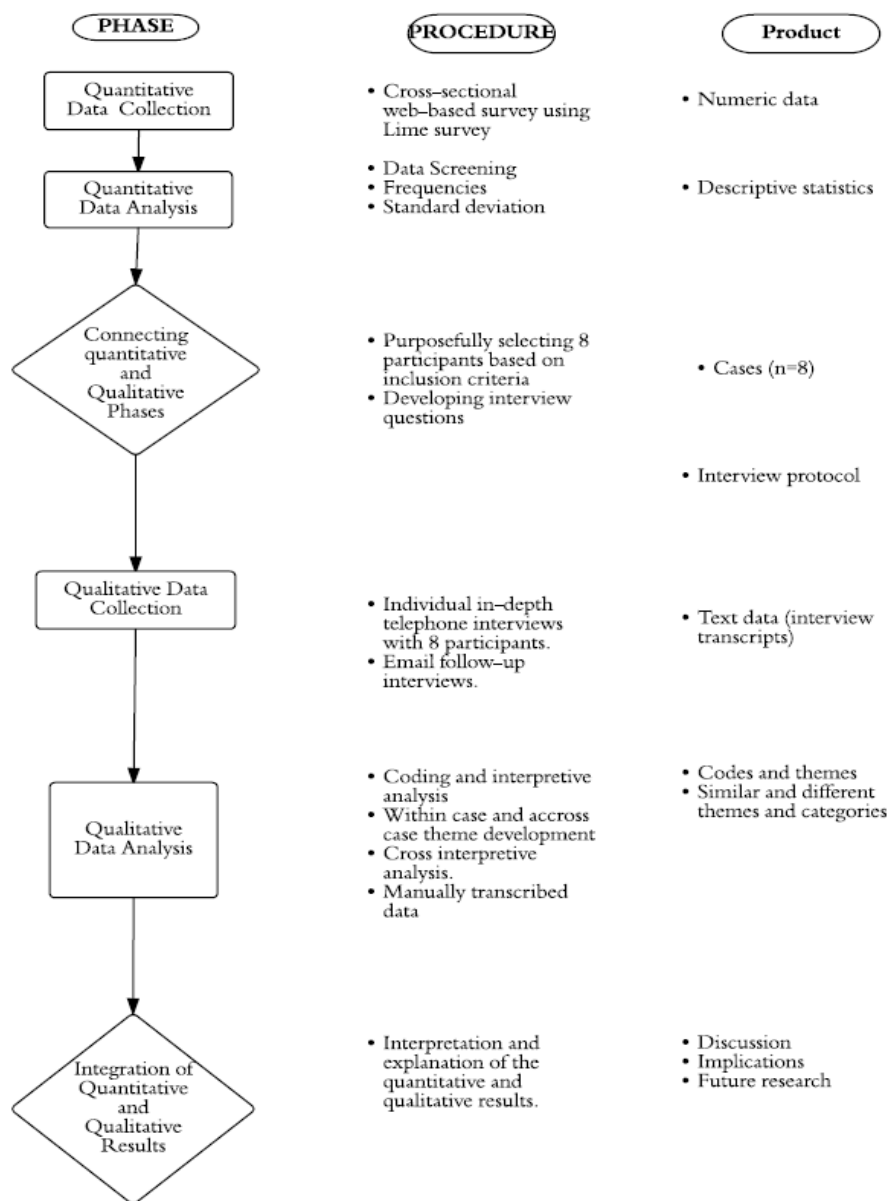 PHASE
PROCEDURE
Product
Quantitative
Data Collection
• Cross–sectional
web–based survey using
Lime survey
• Numeric data
Quantitative
Data Analysis
• Data Screening
• Frequencies
• Standard deviation
• Descriptive statistics
Connecting
quantitative
and
Qualitative
Phases
• Purposefully selecting 8
participants based on
inclusion criteria
• Developing interview
questions
• Cases (n=8)
• Interview protocol
Qualitative Data
Collection
• Individual in–depth
telephone interviews
with 8 participants.
• Email follow–up
interviews.
• Text data (interview
transcripts)
Qualitative
Data Analysis
• Coding and interpretive
analysis
• Within case and accross
case theme development
• Cross interpretive
analysis.
• Manually transcribed
data
• Codes and themes
• Similar and different
themes and categories
Integration of
Quantitative
and
Qualitative
Results
• Interpretation and
explanation of the
quantitative and
qualitative results.
• Discussion
• Implications
• Future research